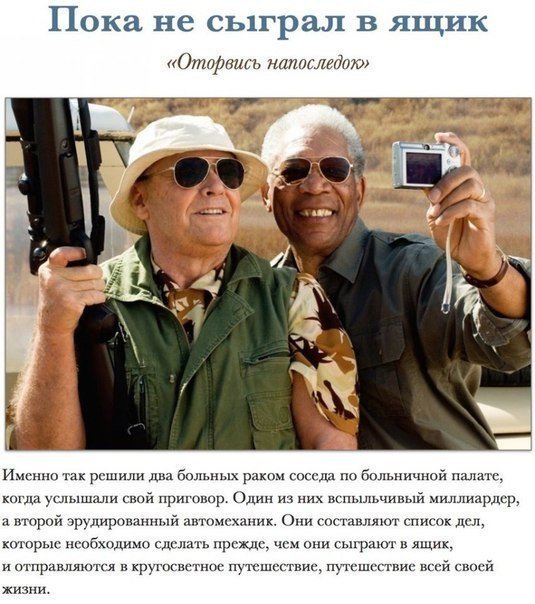 Пока не сыграл в ящик
«Оторвись напоследок»
Именно так решили два больных раком соседа по больничной палате,
когда услышали свой приговор. Один из них вспыльчивый миллиардер,
а второй эрудированный автомеханик. Они составляют список дел,
которые необходимо сделать прежде, чем они сыграют в ящик,
и отправляются в кругосветное путешествие, путешествие всей своей
жизни.